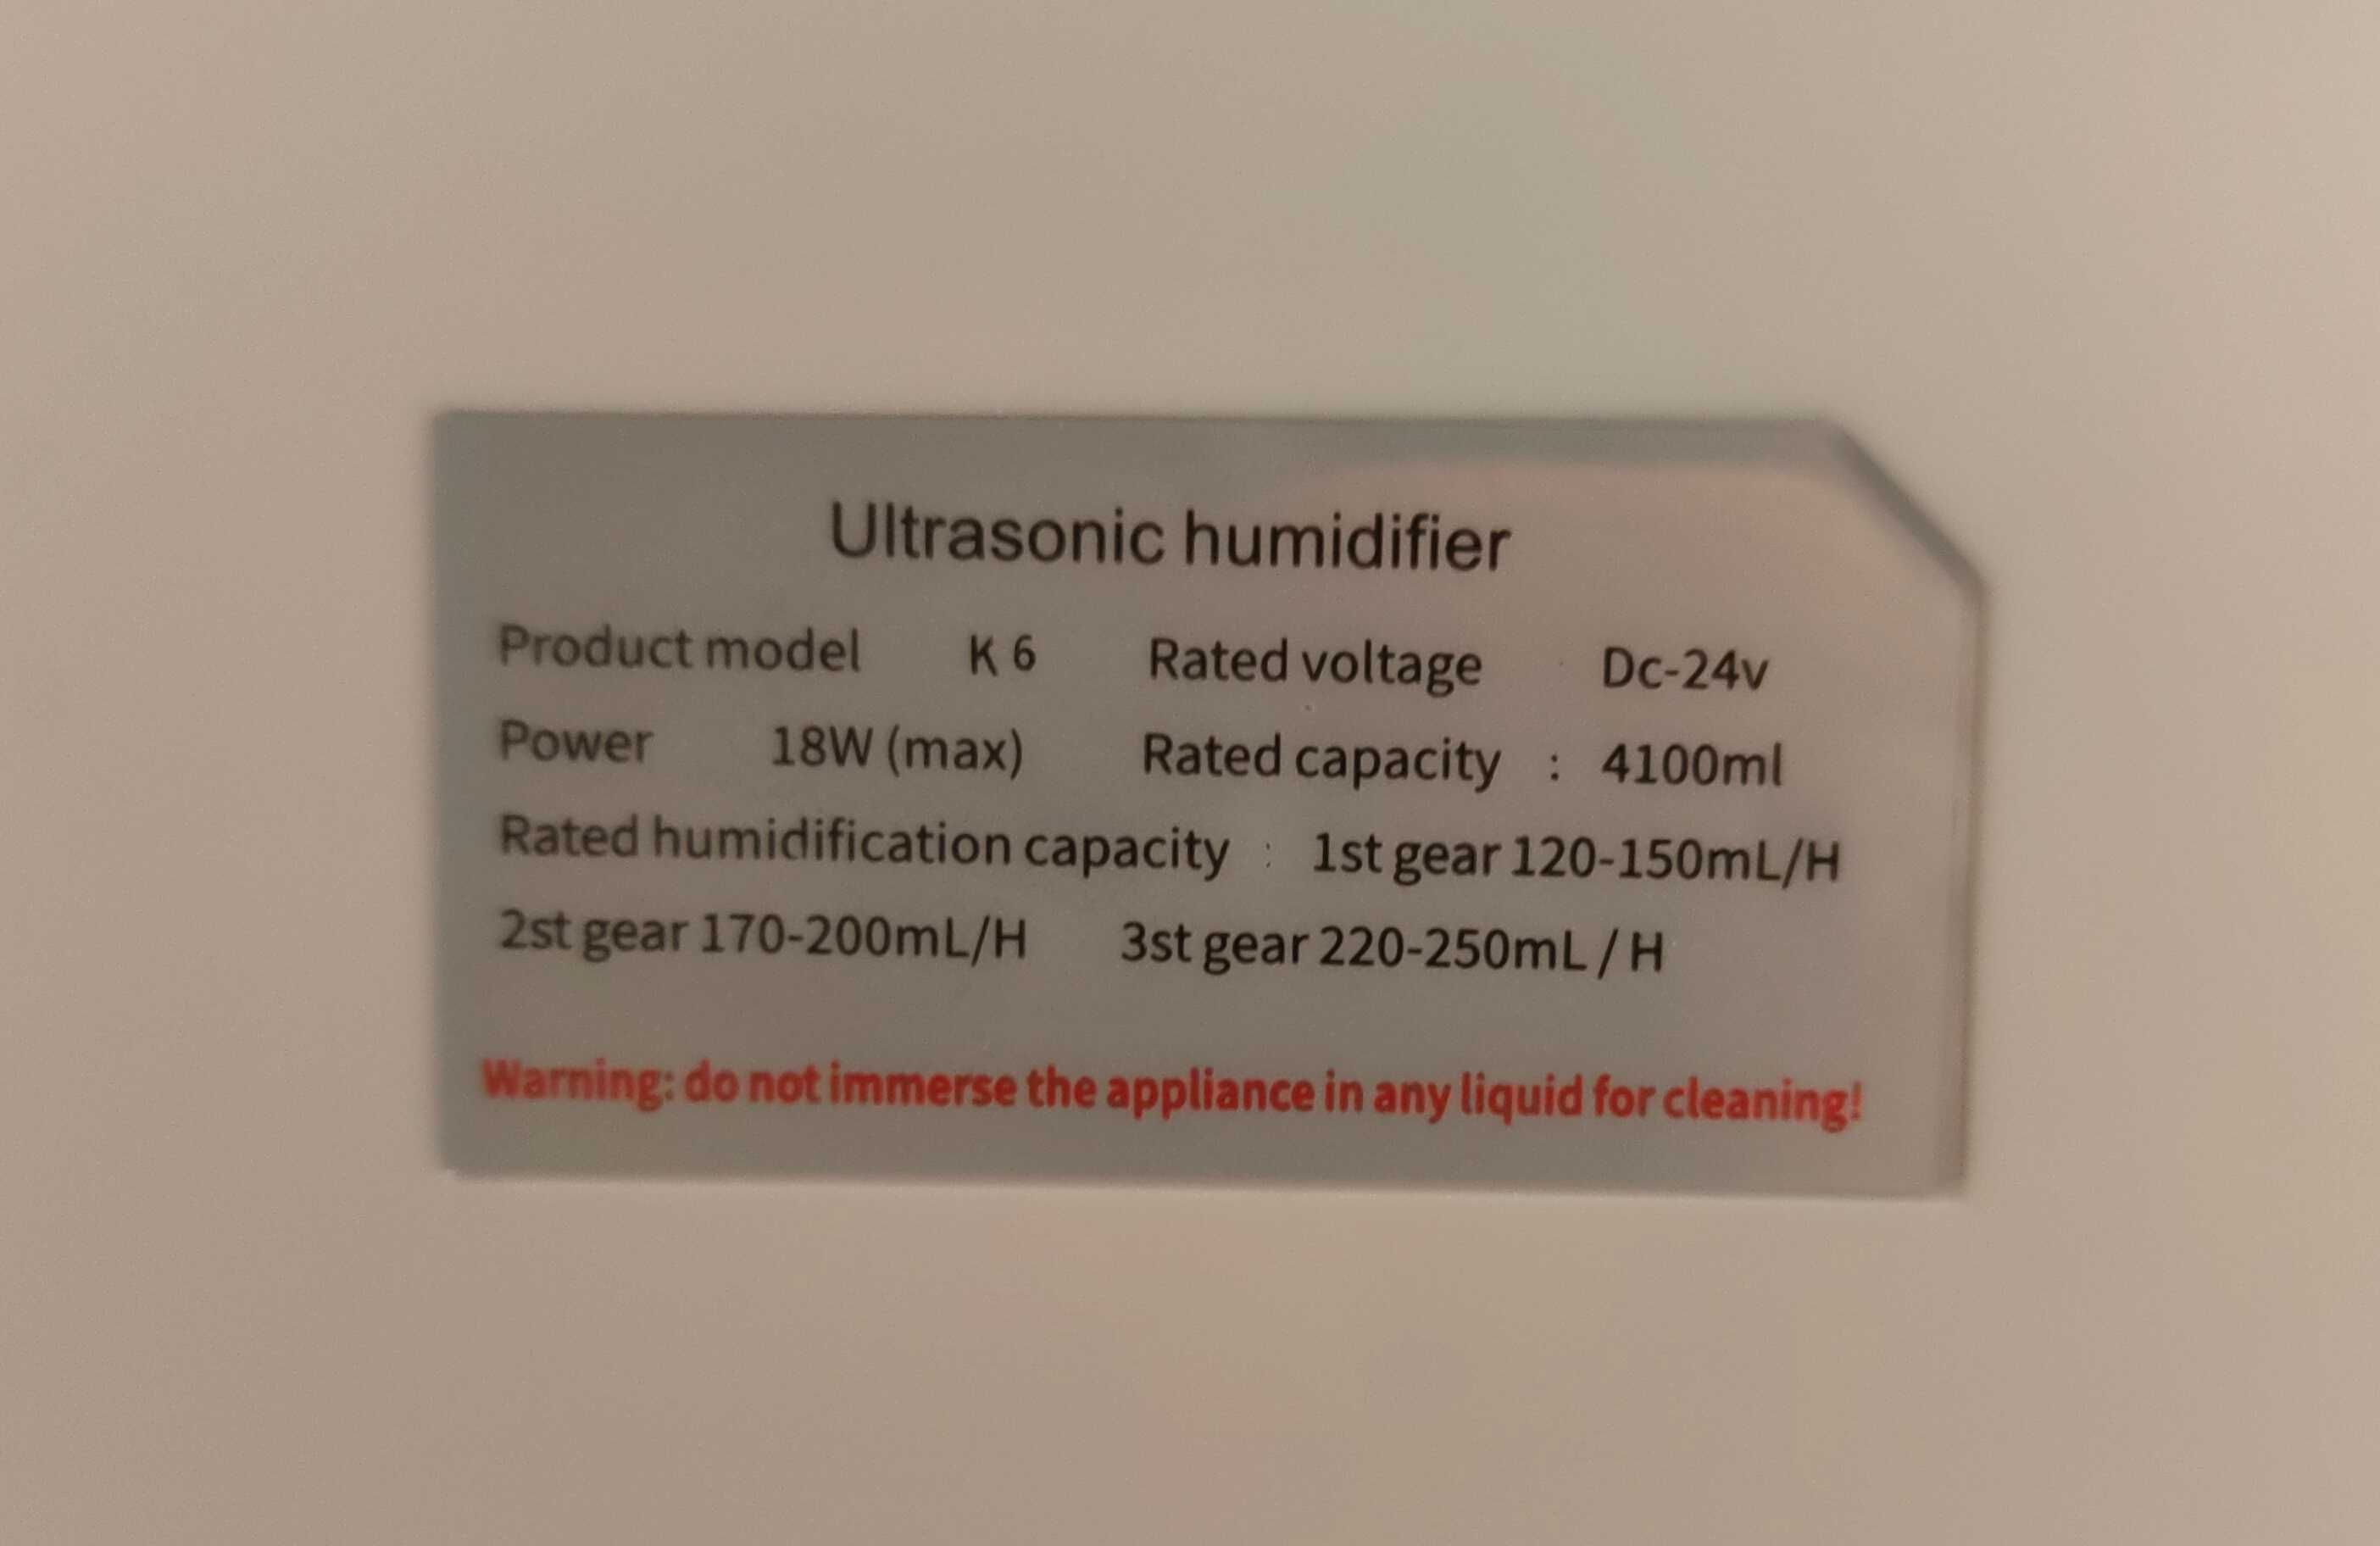 Ultrasonic humidifier
Product model K 6 Rated voltage Dc-24v
Power 18W (max) Rated capacity : 4100ml
Rated humidification capacity : 1st gear 120-150mL/H
2st gear 170-200mL/H 3st gear 220-250mL / H
Warning: do not immerse the appliance in any liquid for cleaning!